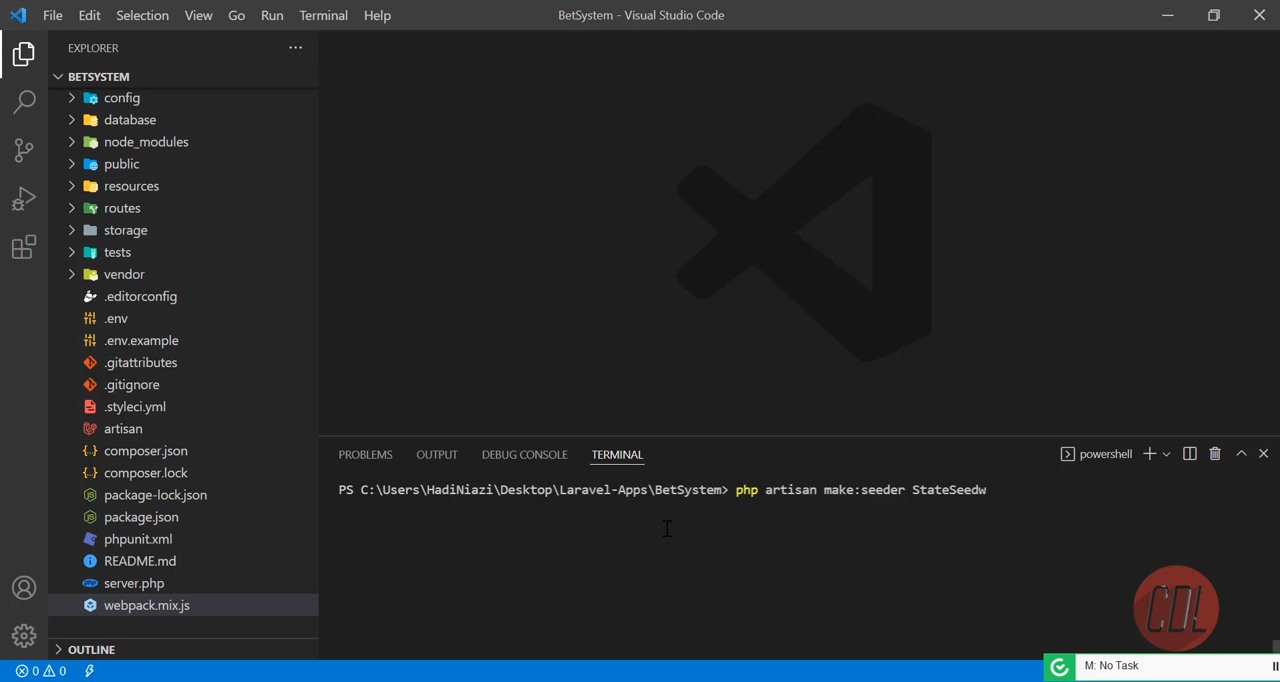 File Edit Selection View Go Run Terminal Help
BetSystem - Visual Studio Code
EXPLORER
BETSYSTEM
config
database
node_modules
public
resources
routes
storage
tests
vendor
.editorconfig
.env
.env.example
.gitattributes
.gitignore
.styleci.yml
artisan
composer.json
composer.lock
package-lock.json
package.json
phpunit.xml
README.md
server.php
webpack.mix.js
OUTLINE
PROBLEMS OUTPUT DEBUG CONSOLE TERMINAL
powershell
PS C:\Users\HadiNiazi\Desktop\Laravel-Apps\BetSystem> php artisan make:seeder StateSeedw
CDL
M: No Task
0 0